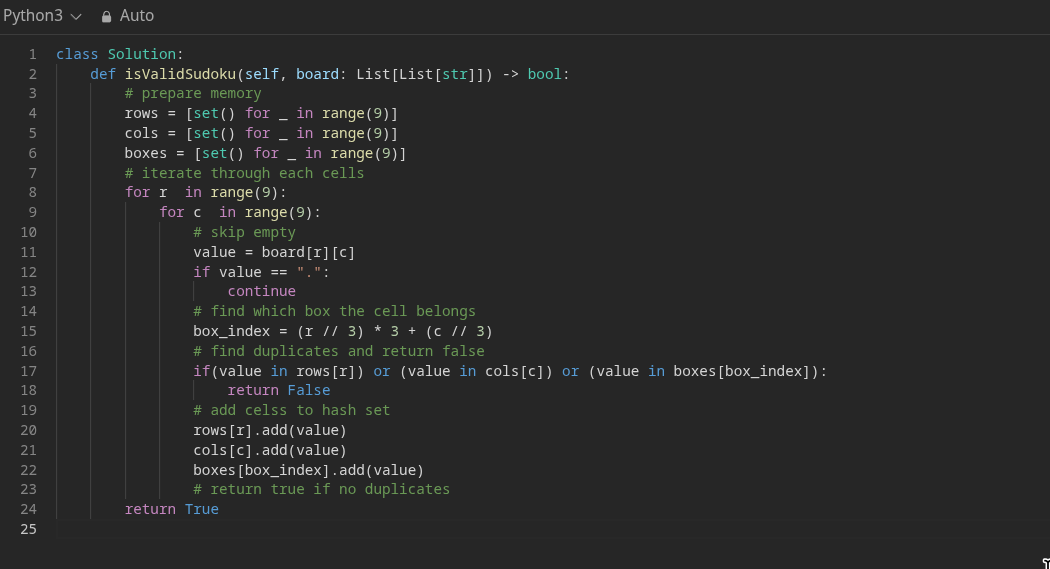 Python3 Auto
1 class Solution:
2     def isValidSudoku(self, board: List[List[str]]) -> bool:
3         # prepare memory
4         rows = [set() for _ in range(9)]
5         cols = [set() for _ in range(9)]
6         boxes = [set() for _ in range(9)]
7         # iterate through each cells
8         for r  in range(9):
9             for c  in range(9):
10                 # skip empty
11                 value = board[r][c]
12                 if value == ".":
13                     continue
14                 # find which box the cell belongs
15                 box_index = (r // 3) * 3 + (c // 3)
16                 # find duplicates and return false
17                 if(value in rows[r]) or (value in cols[c]) or (value in boxes[box_index]):
18                     return False
19                 # add celss to hash set
20                 rows[r].add(value)
21                 cols[c].add(value)
22                 boxes[box_index].add(value)
23                 # return true if no duplicates
24         return True
25